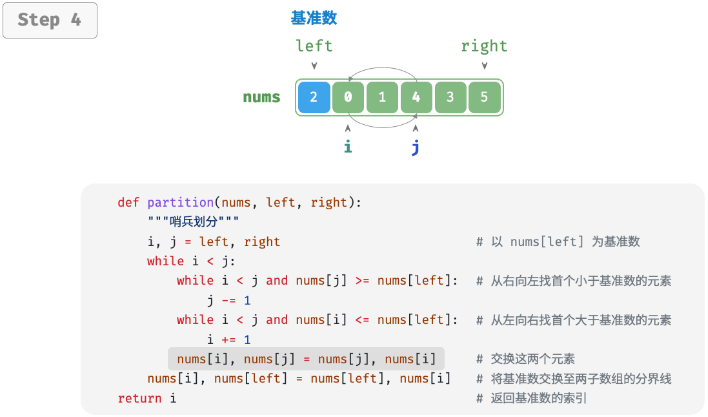 Step 4
基准数
left right
nums 2 0 1 4 3 5
i j
def partition(nums, left, right):
"""哨兵划分"""
i, j = left, right # 以 nums[left] 为基准数
while i < j:
while i < j and nums[j] >= nums[left]: # 从右向左找首个小于基准数的元素
j -= 1
while i < j and nums[i] <= nums[left]: # 从左向右找首个大于基准数的元素
i += 1
nums[i], nums[j] = nums[j], nums[i] # 交换这两个元素
nums[i], nums[left] = nums[left], nums[i] # 将基准数交换至两子数组的分界线
return i # 返回基准数的索引